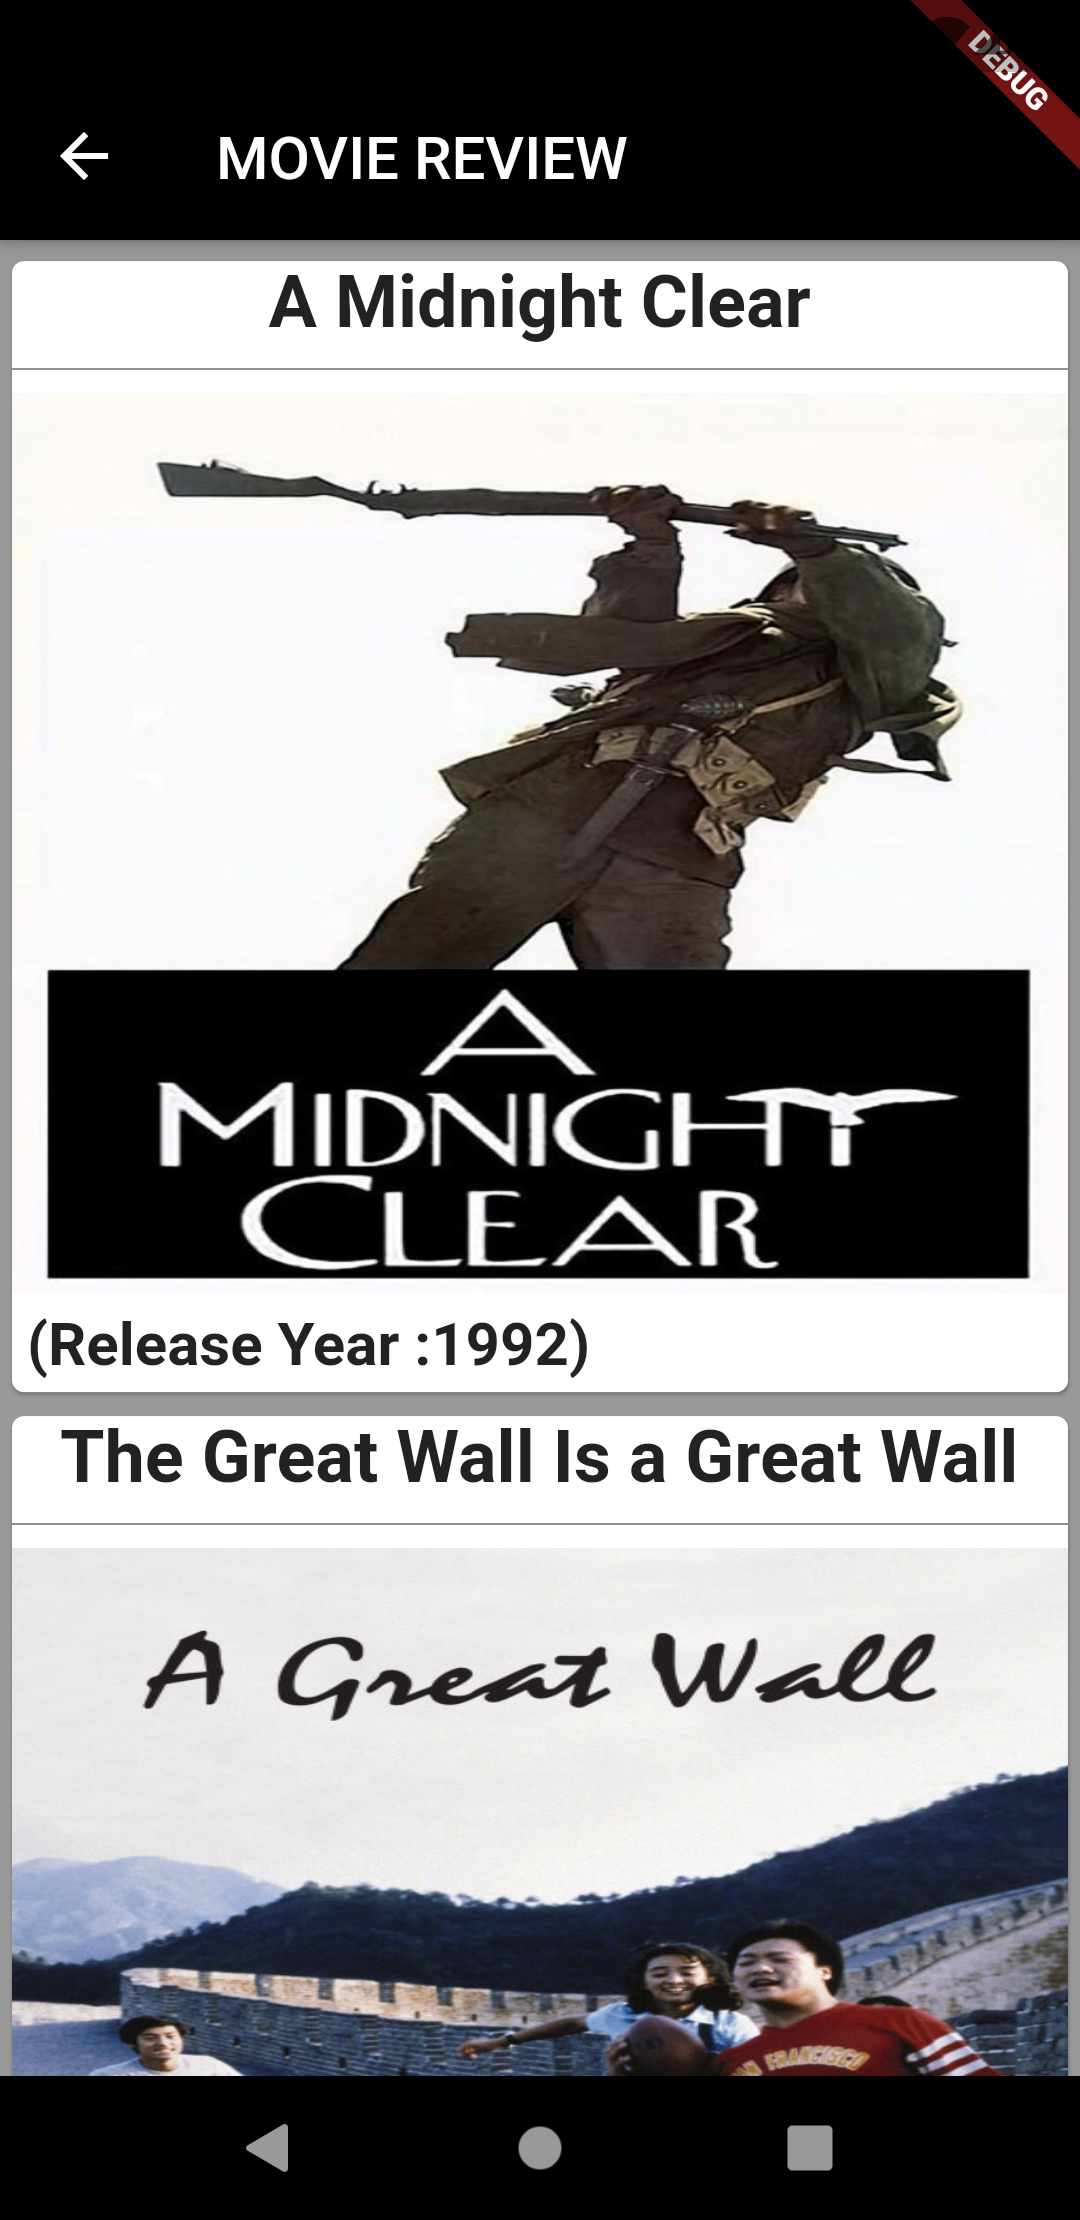 DEBUG
MOVIE REVIEW
A Midnight Clear
A
MIDNIGHT
CLEAR
(Release Year :1992)
The Great Wall Is a Great Wall
A Great Wall
SAN FRANCISCO